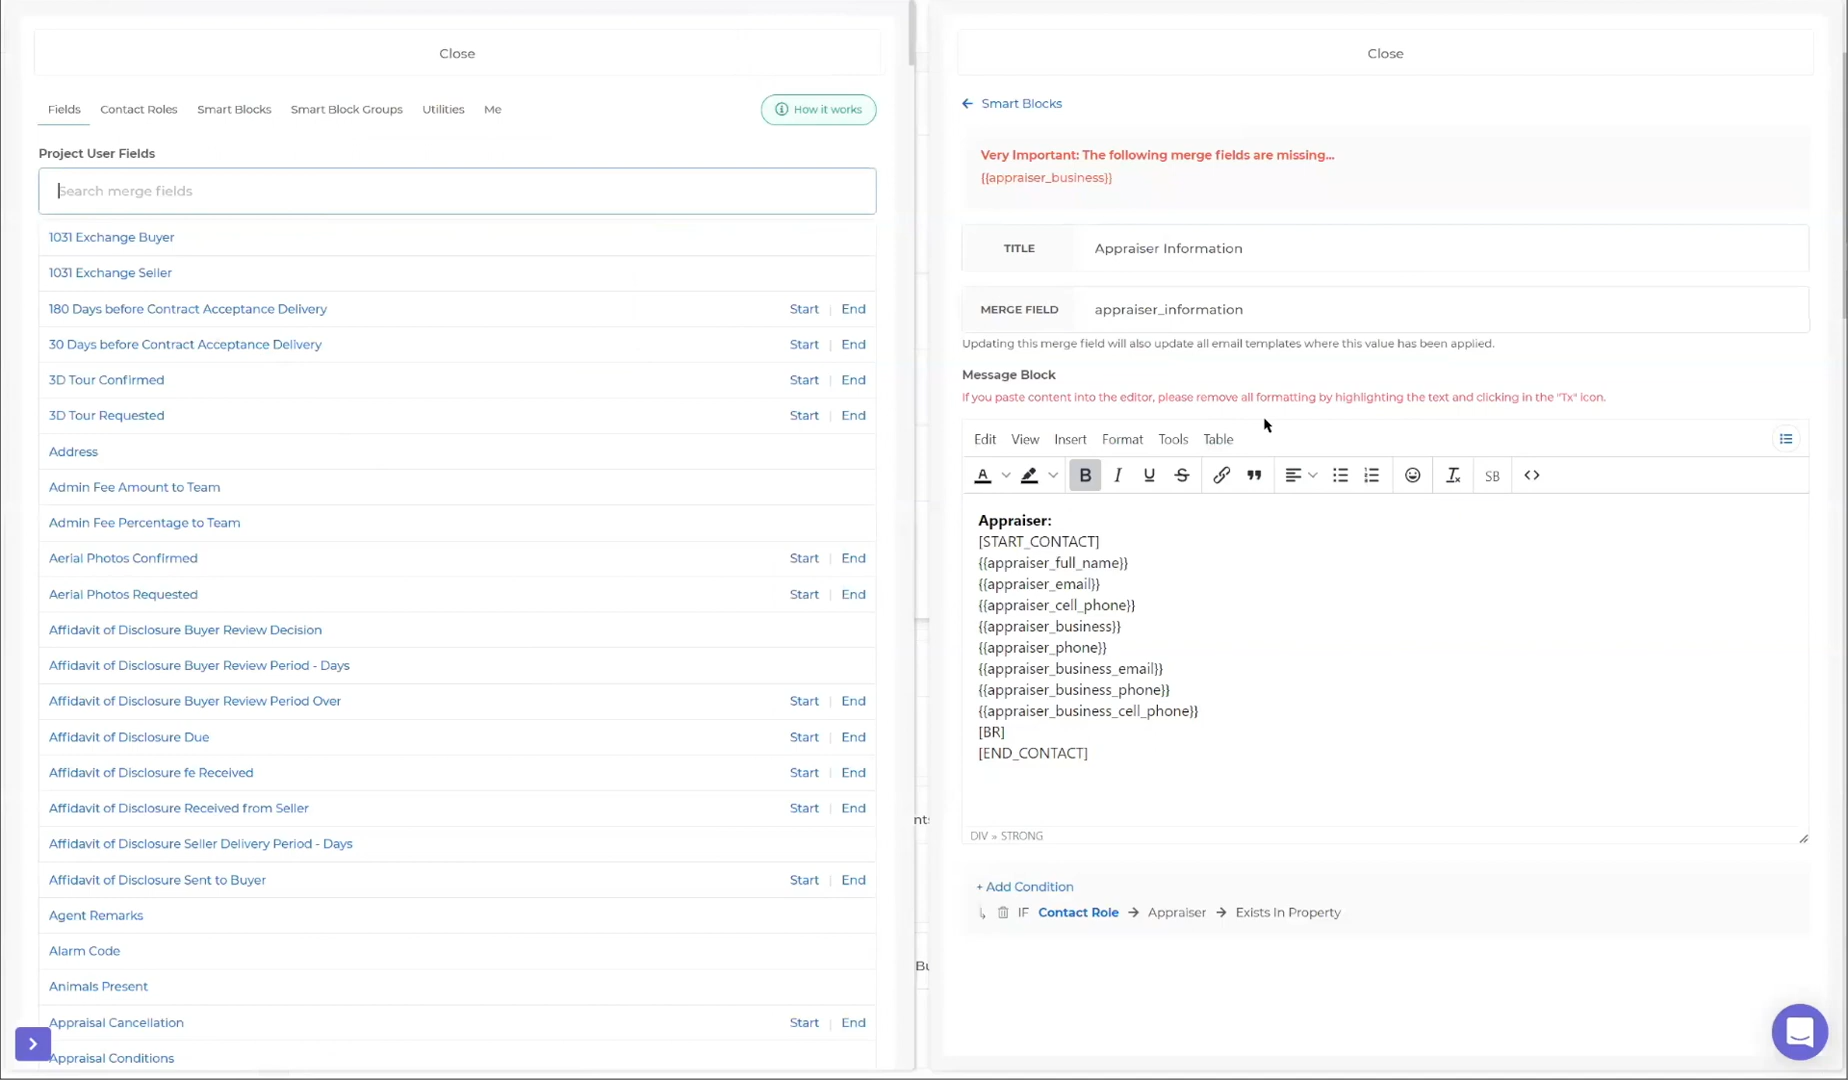 Close
Fields Contact Roles Smart Blocks Smart Block Groups Utilities Me How it works
Project User Fields
Search merge fields
1031 Exchange Buyer
1031 Exchange Seller
180 Days before Contract Acceptance Delivery Start | End
30 Days before Contract Acceptance Delivery Start | End
3D Tour Confirmed Start | End
3D Tour Requested Start | End
Address
Admin Fee Amount to Team
Admin Fee Percentage to Team
Aerial Photos Confirmed Start | End
Aerial Photos Requested Start | End
Affidavit of Disclosure Buyer Review Decision
Affidavit of Disclosure Buyer Review Period - Days
Affidavit of Disclosure Buyer Review Period Over Start | End
Affidavit of Disclosure Due Start | End
Affidavit of Disclosure fe Received Start | End
Affidavit of Disclosure Received from Seller Start | End
Affidavit of Disclosure Seller Delivery Period - Days
Affidavit of Disclosure Sent to Buyer Start | End
Agent Remarks
Alarm Code
Animals Present
Appraisal Cancellation Start | End
Appraisal Conditions
Close
← Smart Blocks
Very Important: The following merge fields are missing...
{{appraiser_business}}
TITLE Appraiser Information
MERGE FIELD appraiser_information
Updating this merge field will also update all email templates where this value has been applied.
Message Block
If you paste content into the editor, please remove all formatting by highlighting the text and clicking in the "Tx" icon.
Edit View Insert Format Tools Table
A B I U S SB
Appraiser:
[START_CONTACT]
{{appraiser_full_name}}
{{appraiser_email}}
{{appraiser_cell_phone}}
{{appraiser_business}}
{{appraiser_phone}}
{{appraiser_business_email}}
{{appraiser_business_phone}}
{{appraiser_business_cell_phone}}
[BR]
[END_CONTACT]
DIV » STRONG
+ Add Condition
IF Contact Role → Appraiser → Exists In Property